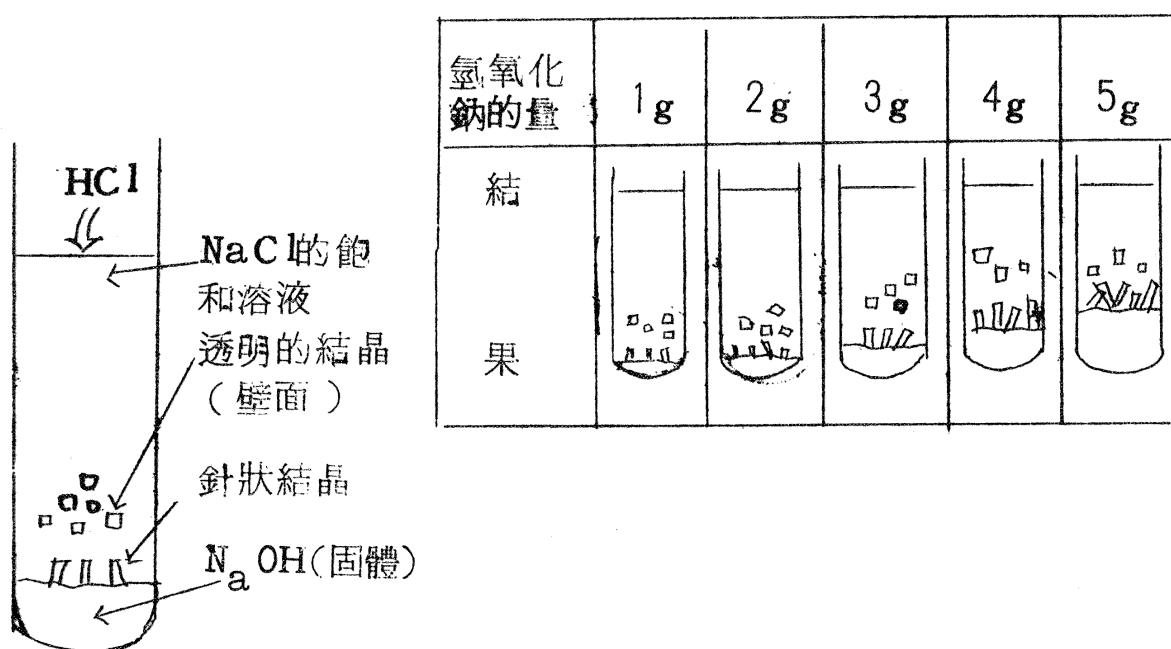 HCl
NaCl的飽
和溶液
透明的結晶
（壁面）
針狀結晶
NaOH(固體)
氫氧化
鈉的量
1g
2g
3g
4g
5g
結
果